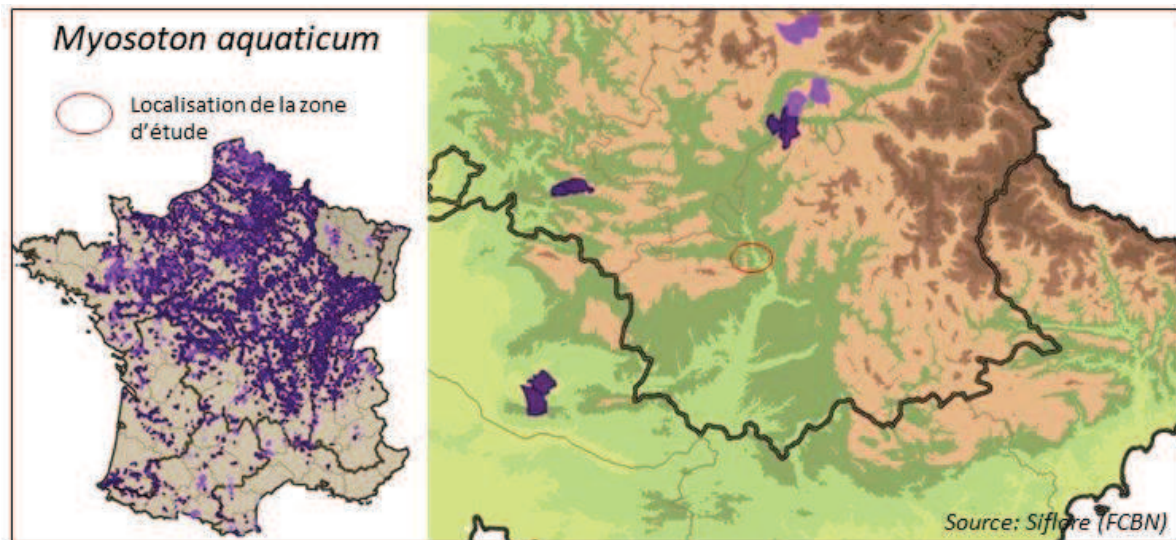 Myosoton aquaticum
Localisation de la zone
d'étude
Source: Siflore (FCBN)